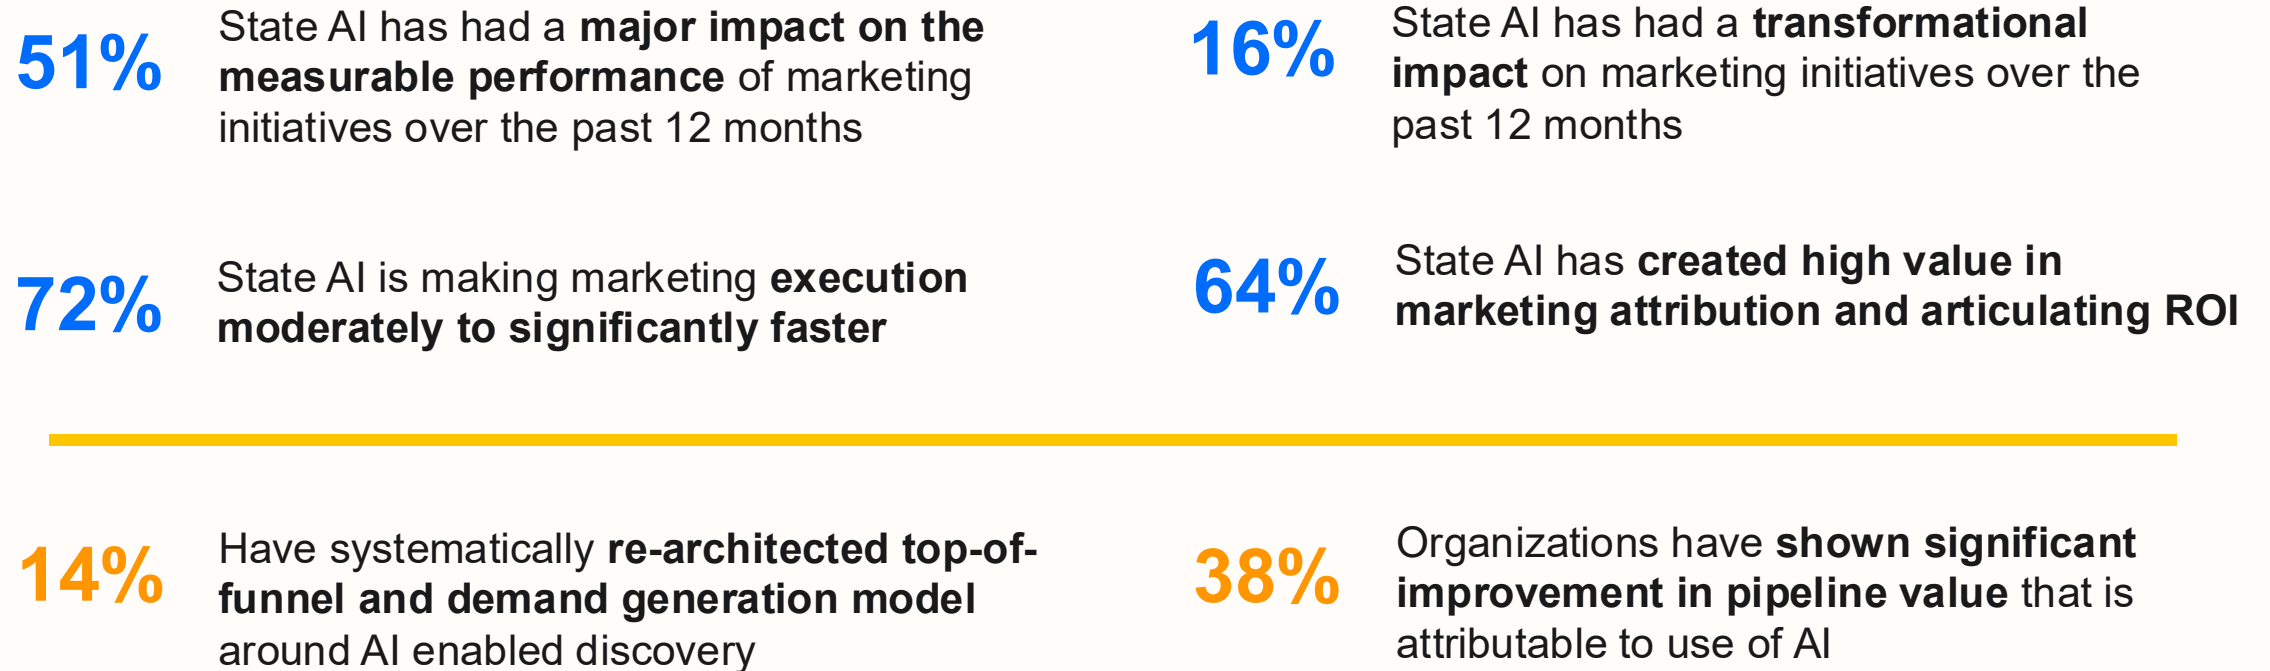 51%
State AI has had a major impact on the
measurable performance of marketing
initiatives over the past 12 months
16%
State AI has had a transformational
impact on marketing initiatives over the
past 12 months
72%
State AI is making marketing execution
moderately to significantly faster
64%
State AI has created high value in
marketing attribution and articulating ROI
14%
Have systematically re-architected top-of-
funnel and demand generation model
around AI enabled discovery
38%
Organizations have shown significant
improvement in pipeline value that is
attributable to use of AI